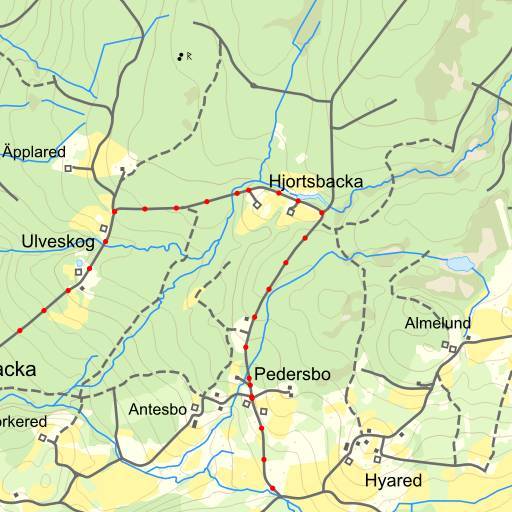 R
Äpplared
Hjortsbacka
Ulveskog
Almelund
acka
Pedersbo
Antesbo
orkered
Hyared